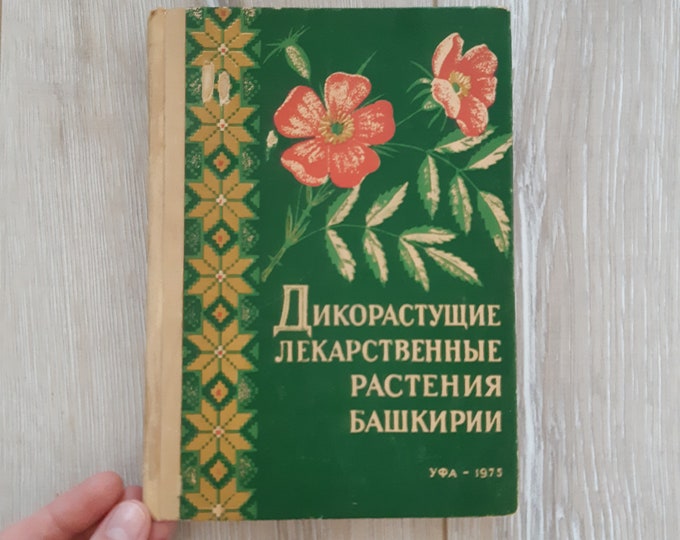 Дикорастущие
лекарственные
растения
Башкирии
Уфа – 1975